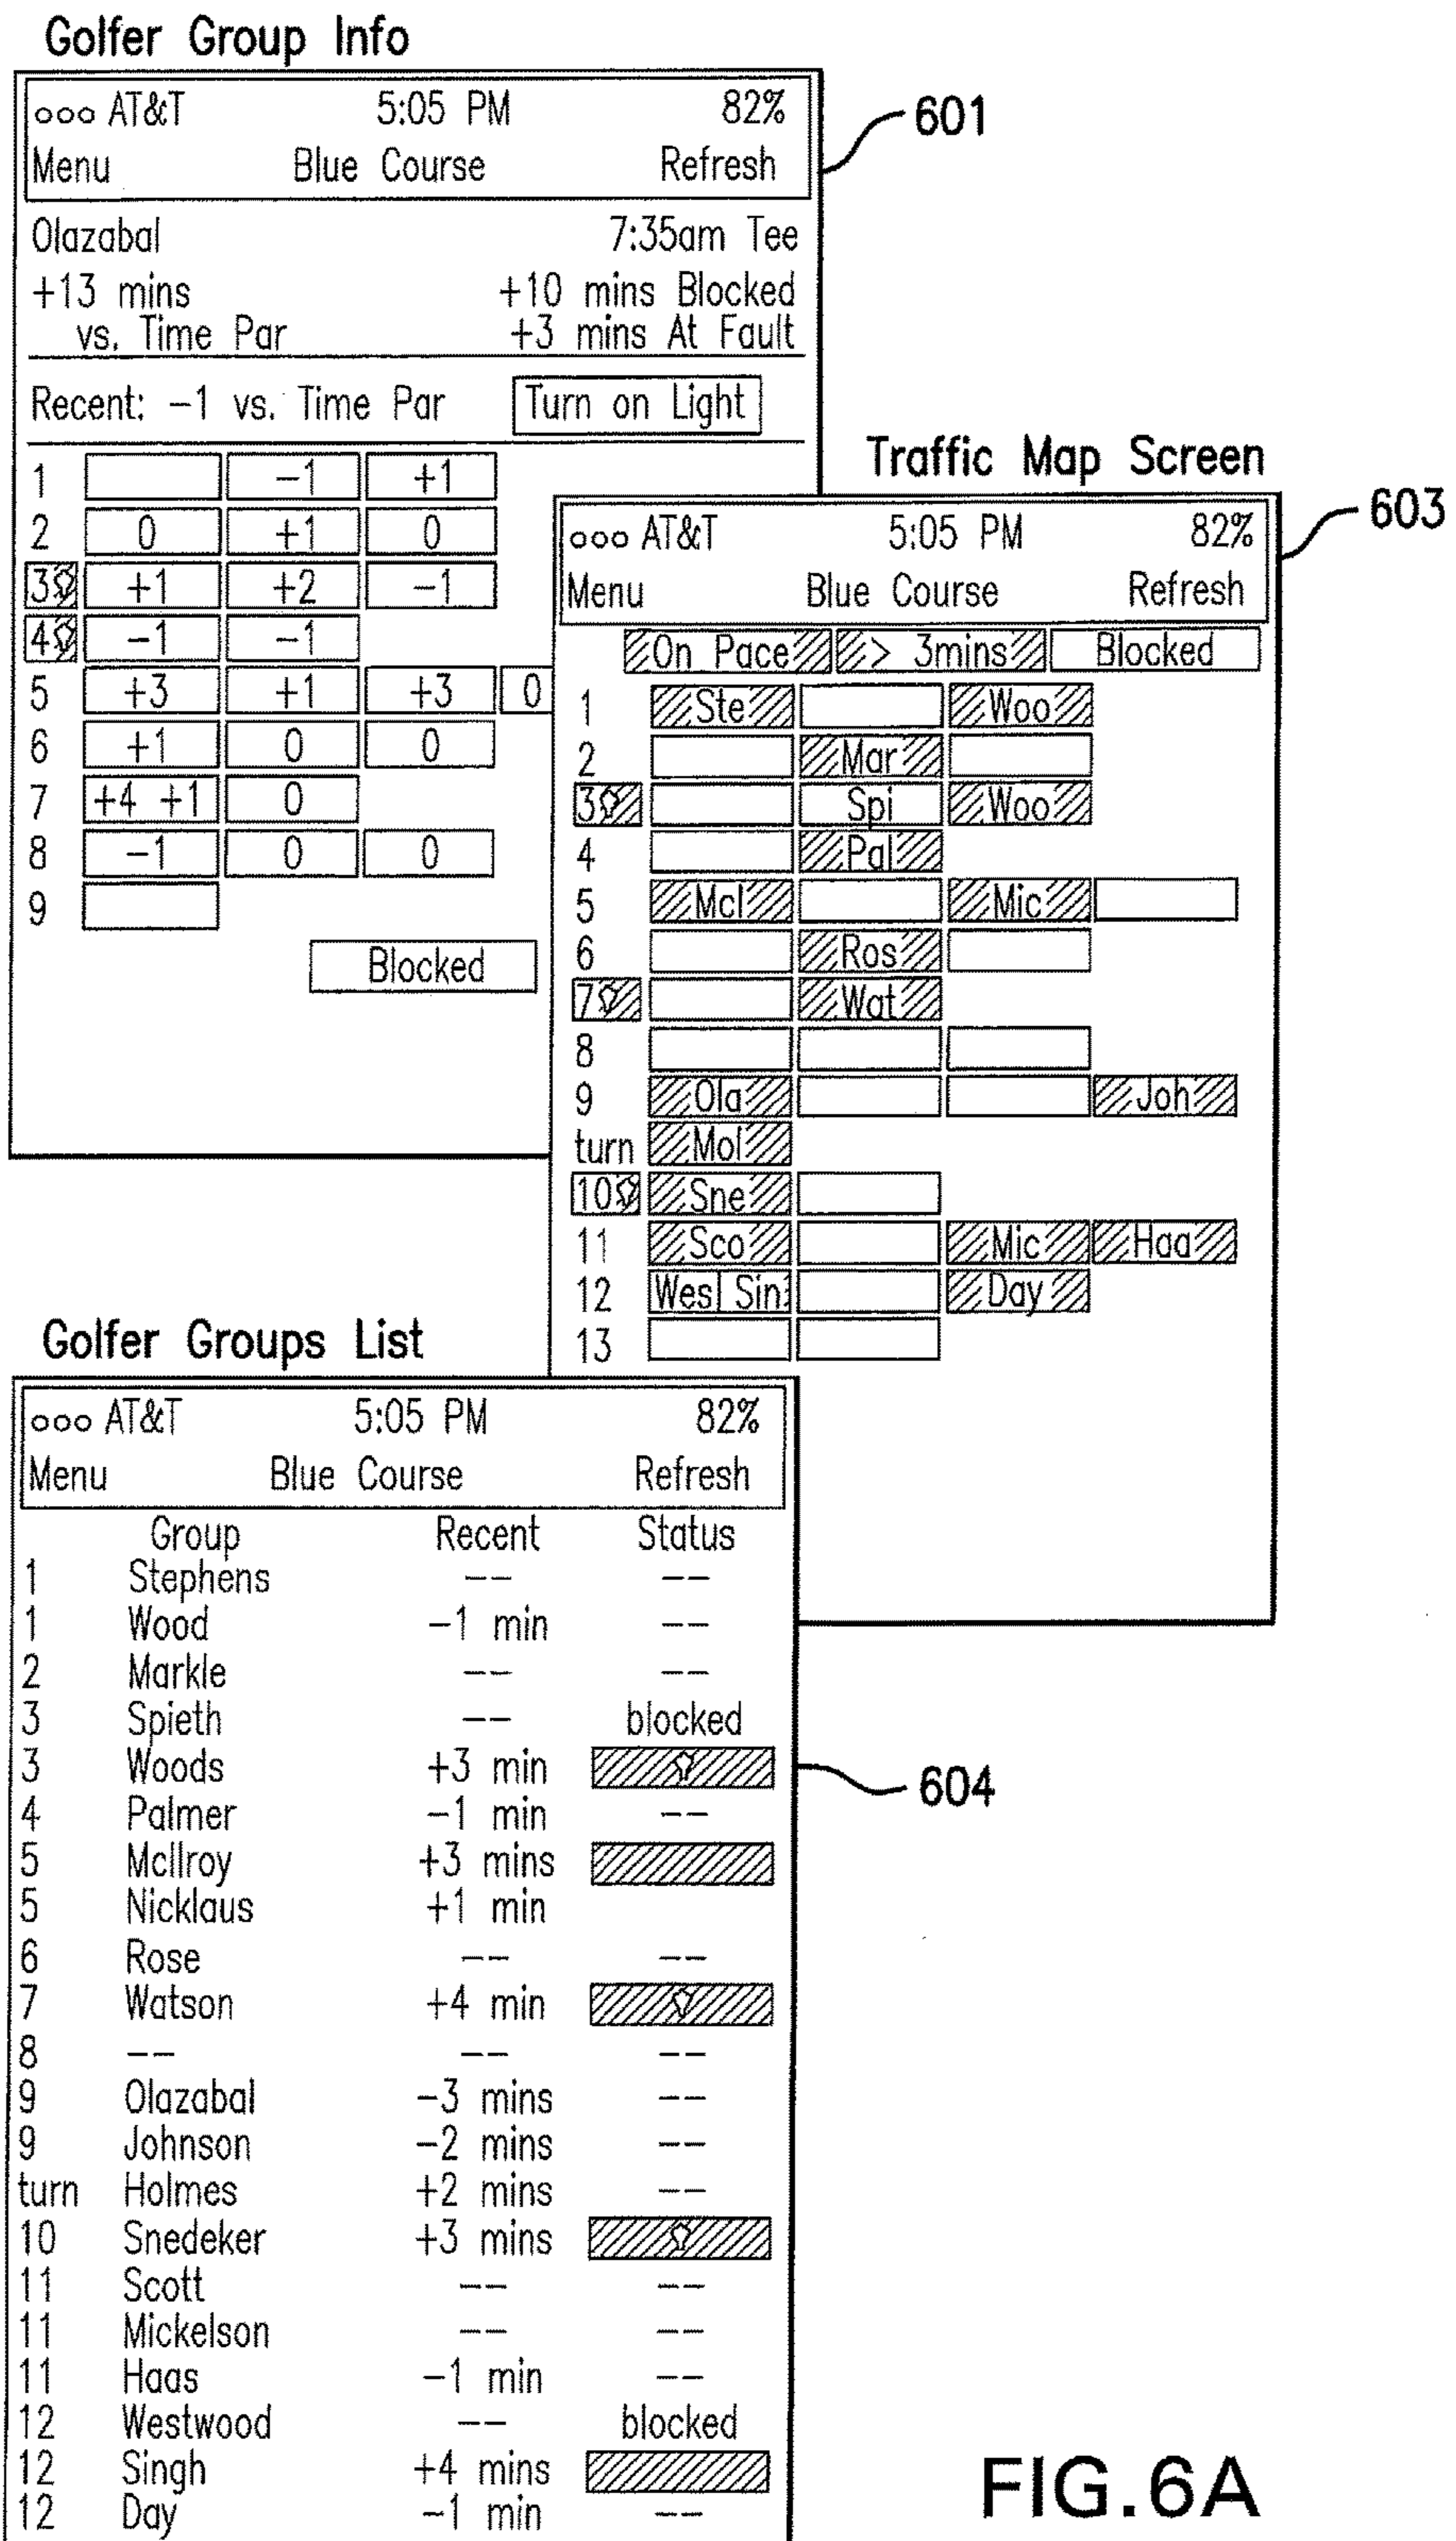 Golfer Group Info
ooo AT&T 5:05 PM 82%
Menu Blue Course Refresh
601
Olazabal 7:35am Tee
+13 mins +10 mins Blocked
vs. Time Par +3 mins At Fault
Recent: -1 vs. Time Par Turn on Light
1 -1 +1
2 0 +1 0
3 +1 +2 -1
4 -1 -1
5 +3 +1 +3 0
6 +1 0 0
7 +4 +1 0
8 -1 0 0
9
Blocked
Traffic Map Screen
ooo AT&T 5:05 PM 82%
Menu Blue Course Refresh
603
On Pace > 3mins Blocked
1 Ste Woo
2 Mar
3 Spi Woo
4 Pal
5 McI Mic
6 Ros
7 Wat
8
9 Ola Joh
turn Mol
10 Sne
11 Sco Mic Haa
12 Wes Sin Day
13
Golfer Groups List
ooo AT&T 5:05 PM 82%
Menu Blue Course Refresh
Group Recent Status
1 Stephens -- --
1 Wood -1 min --
2 Markle -- --
3 Spieth -- blocked
3 Woods +3 min
604
4 Palmer -1 min --
5 McIlroy +3 mins
5 Nicklaus +1 min
6 Rose -- --
7 Watson +4 min
8 -- -- --
9 Olazabal -3 mins --
9 Johnson -2 mins --
turn Holmes +2 mins --
10 Snedeker +3 mins
11 Scott -- --
11 Mickelson -- --
11 Haas -1 min --
12 Westwood -- blocked
12 Singh +4 mins
12 Day -1 min --
FIG.6A